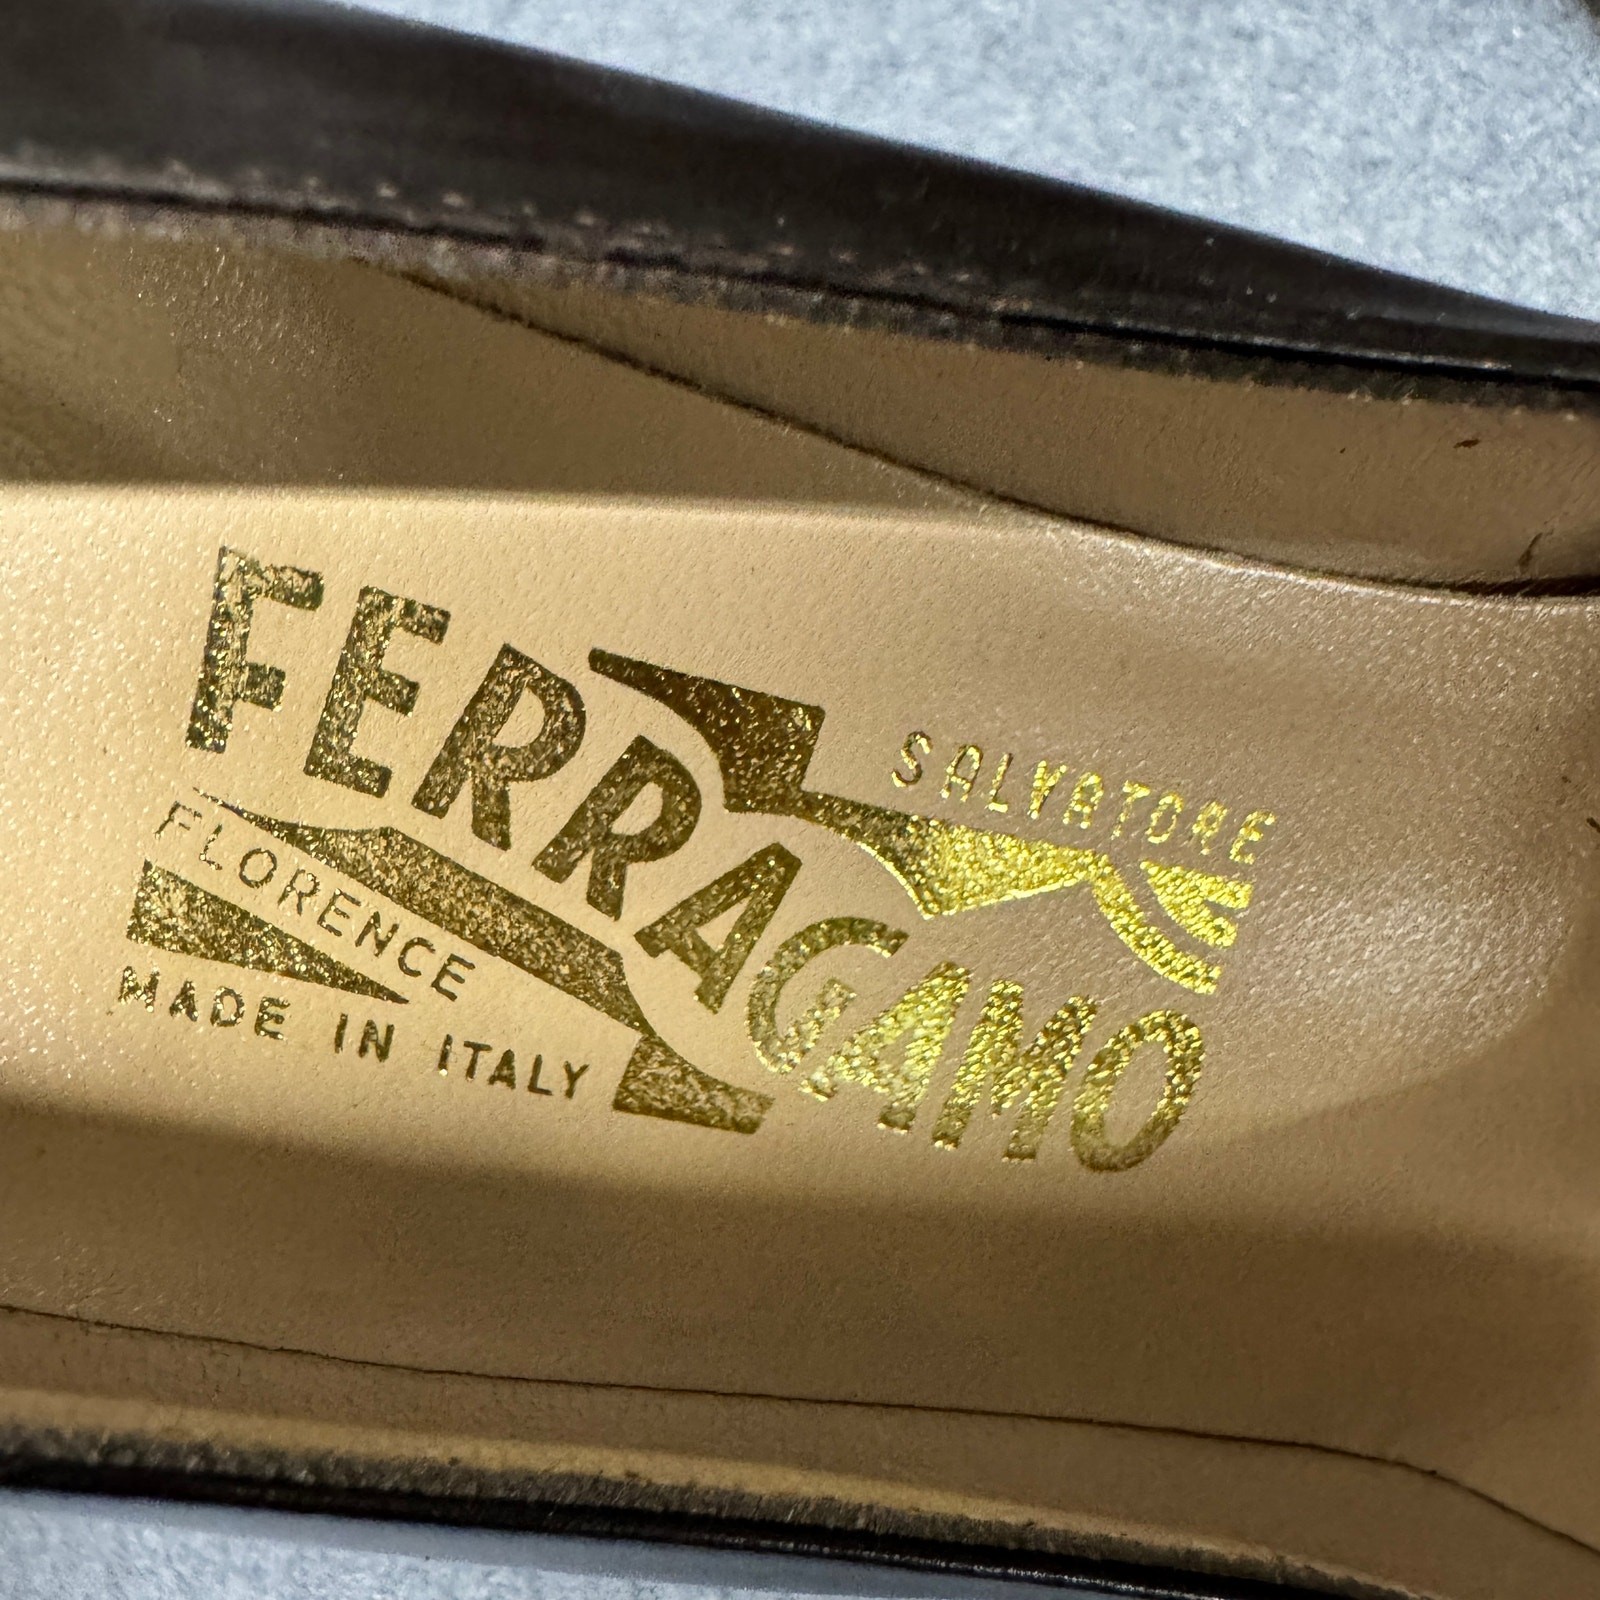 SALVATORE
FERRAGAMO
FLORENCE
MADE IN ITALY